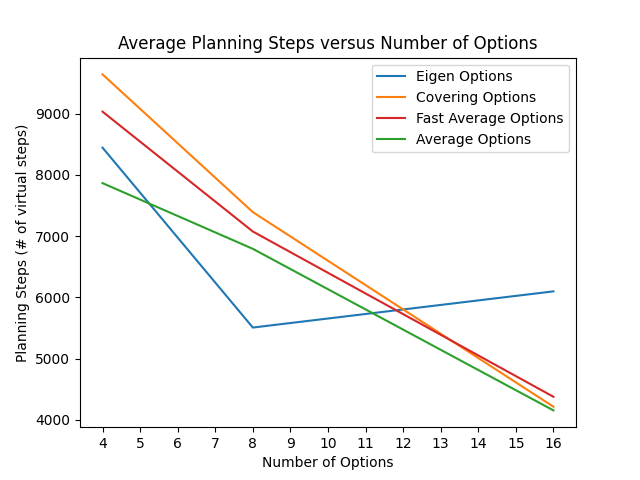 Average Planning Steps versus Number of Options
Eigen Options
Covering Options
Fast Average Options
Average Options
Planning Steps (# of virtual steps)
9000
8000
7000
6000
5000
4000
4 5 6 7 8 9 10 11 12 13 14 15 16
Number of Options